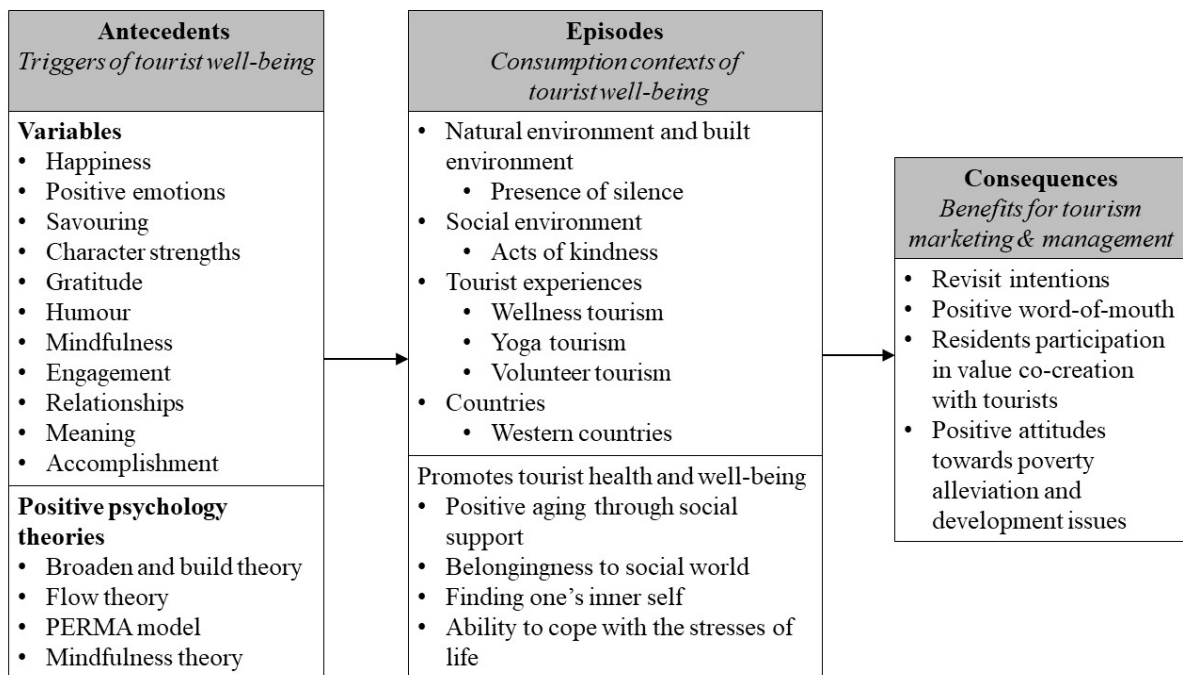 Antecedents
Triggers of tourist well-being
Variables
• Happiness
• Positive emotions
• Savouring
• Character strengths
• Gratitude
• Humour
• Mindfulness
• Engagement
• Relationships
• Meaning
• Accomplishment
Positive psychology
theories
• Broaden and build theory
• Flow theory
• PERMA model
• Mindfulness theory
Episodes
Consumption contexts of
tourist well-being
• Natural environment and built
environment
• Presence of silence
• Social environment
• Acts of kindness
• Tourist experiences
• Wellness tourism
• Yoga tourism
• Volunteer tourism
• Countries
• Western countries
Promotes tourist health and well-being
• Positive aging through social
support
• Belongingness to social world
• Finding one's inner self
• Ability to cope with the stresses of
life
Consequences
Benefits for tourism
marketing & management
• Revisit intentions
• Positive word-of-mouth
• Residents participation
in value co-creation
with tourists
• Positive attitudes
towards poverty
alleviation and
development issues